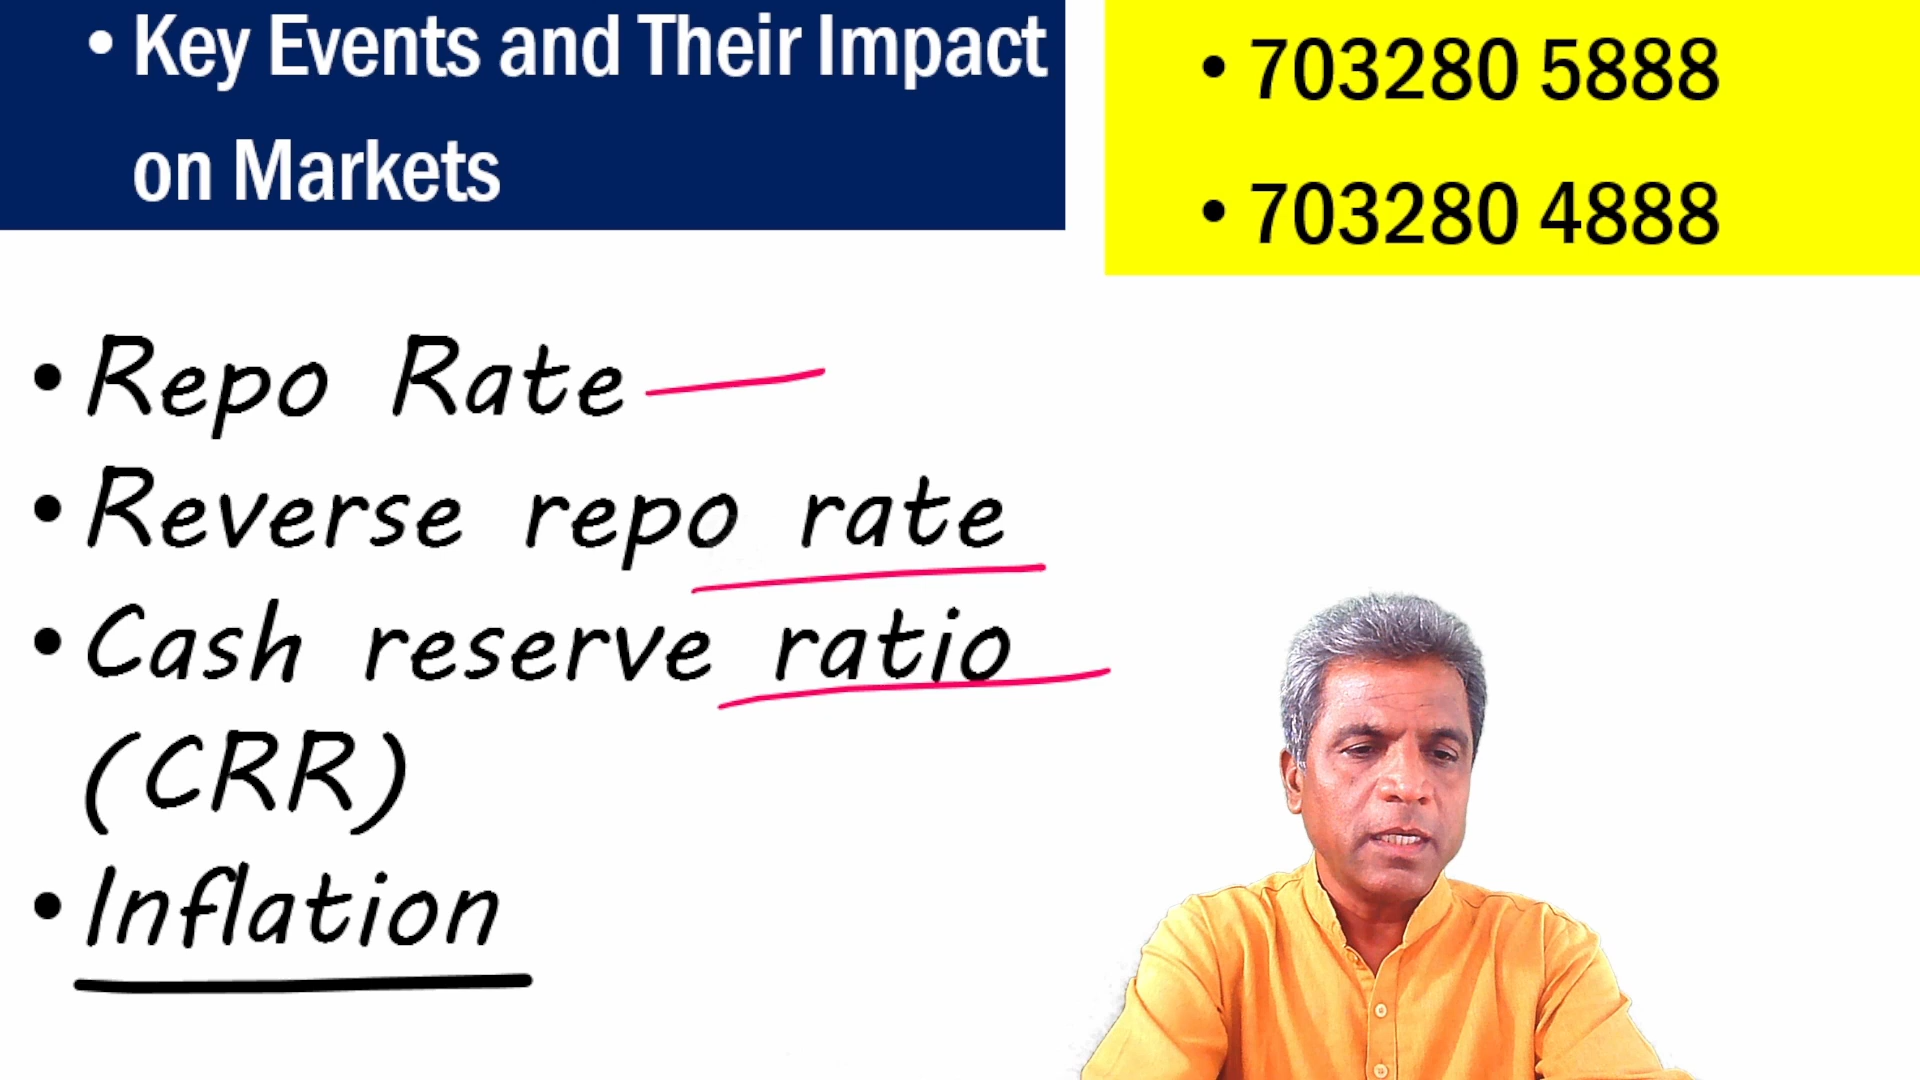 • Key Events and Their Impact
on Markets
• 703280 5888
• 703280 4888
• Repo Rate
• Reverse repo rate
• Cash reserve ratio
(CRR)
• Inflation